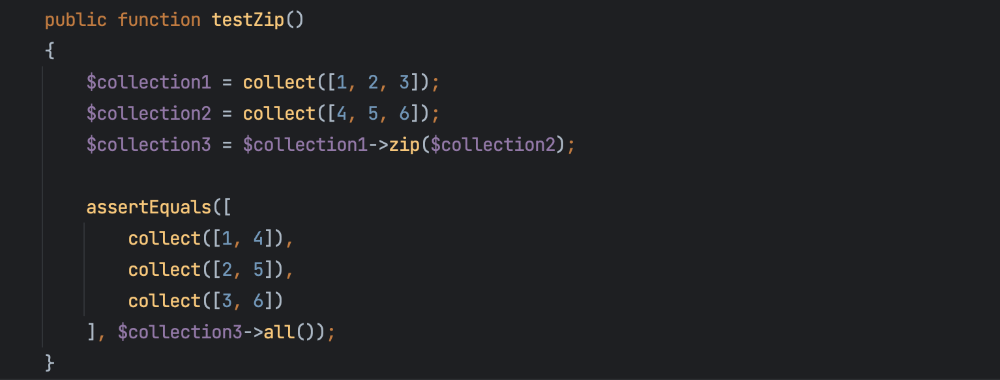 public function testZip()
{
    $collection1 = collect([1, 2, 3]);
    $collection2 = collect([4, 5, 6]);
    $collection3 = $collection1->zip($collection2);

    assertEquals([
        collect([1, 4]),
        collect([2, 5]),
        collect([3, 6])
    ], $collection3->all());
}